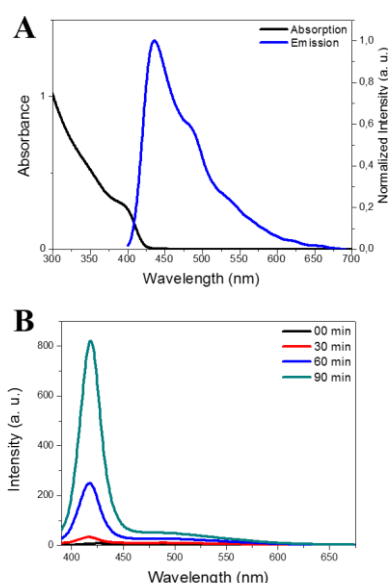 A
Absorption
Emission
Absorbance
Normalized Intensity (a. u.)
1
0
1,0
0,8
0,6
0,4
0,2
0,0
300 350 400 450 500 550 600 650 700
Wavelength (nm)
B
00 min
30 min
60 min
90 min
Intensity (a. u.)
800
600
400
200
0
400 450 500 550 600 650
Wavelength (nm)